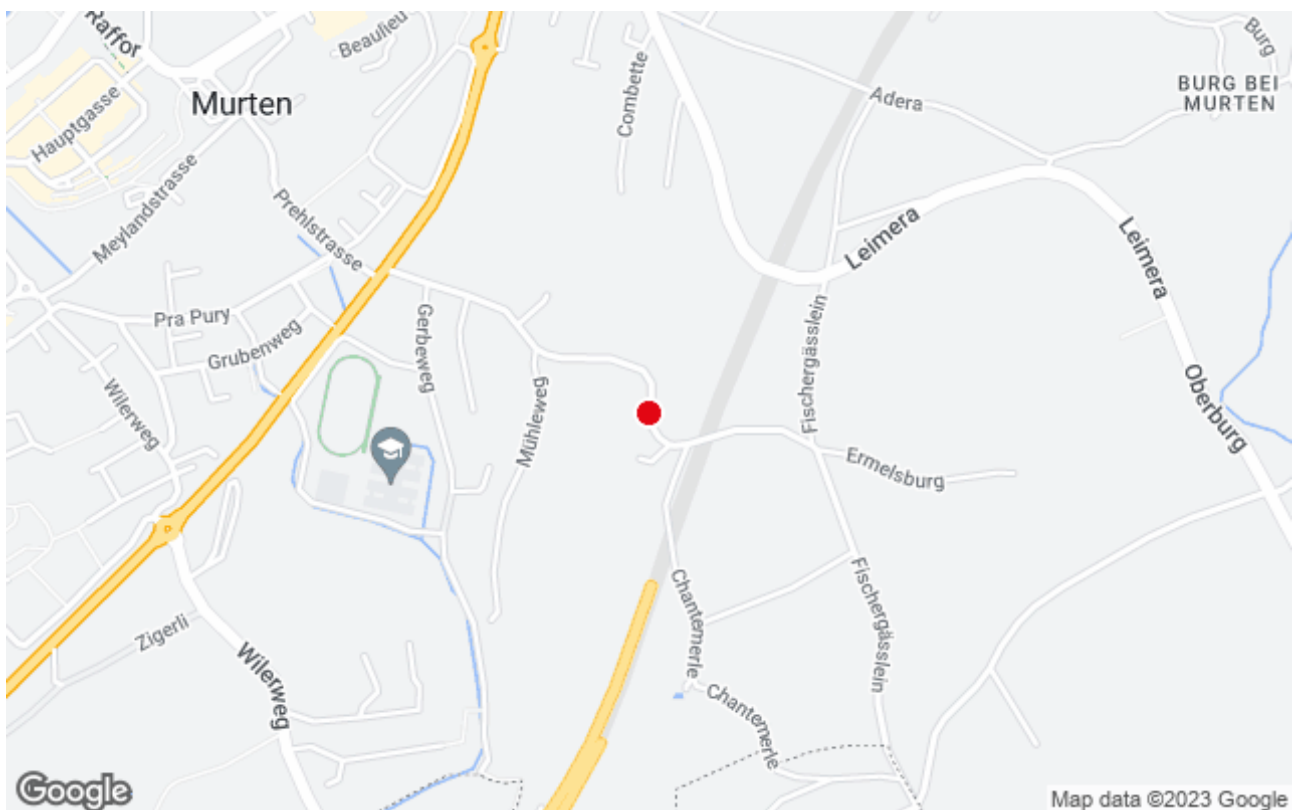 Raffor
Beaulieu
Hauptgasse
Murten
Combette
Adera
Burg
BURG BEI
MURTEN
Meylandstrasse
Prehlstrasse
Leimera
Leimera
Pra Pury
Grubenweg
Gerbeweg
Fischergässlein
Wilerweg
Mühleweg
Oberburg
Ermelsburg
Zigerli
Wilerweg
Chantemerle
Fischergässlein
Chantemerle
Google
Map data ©2023 Google